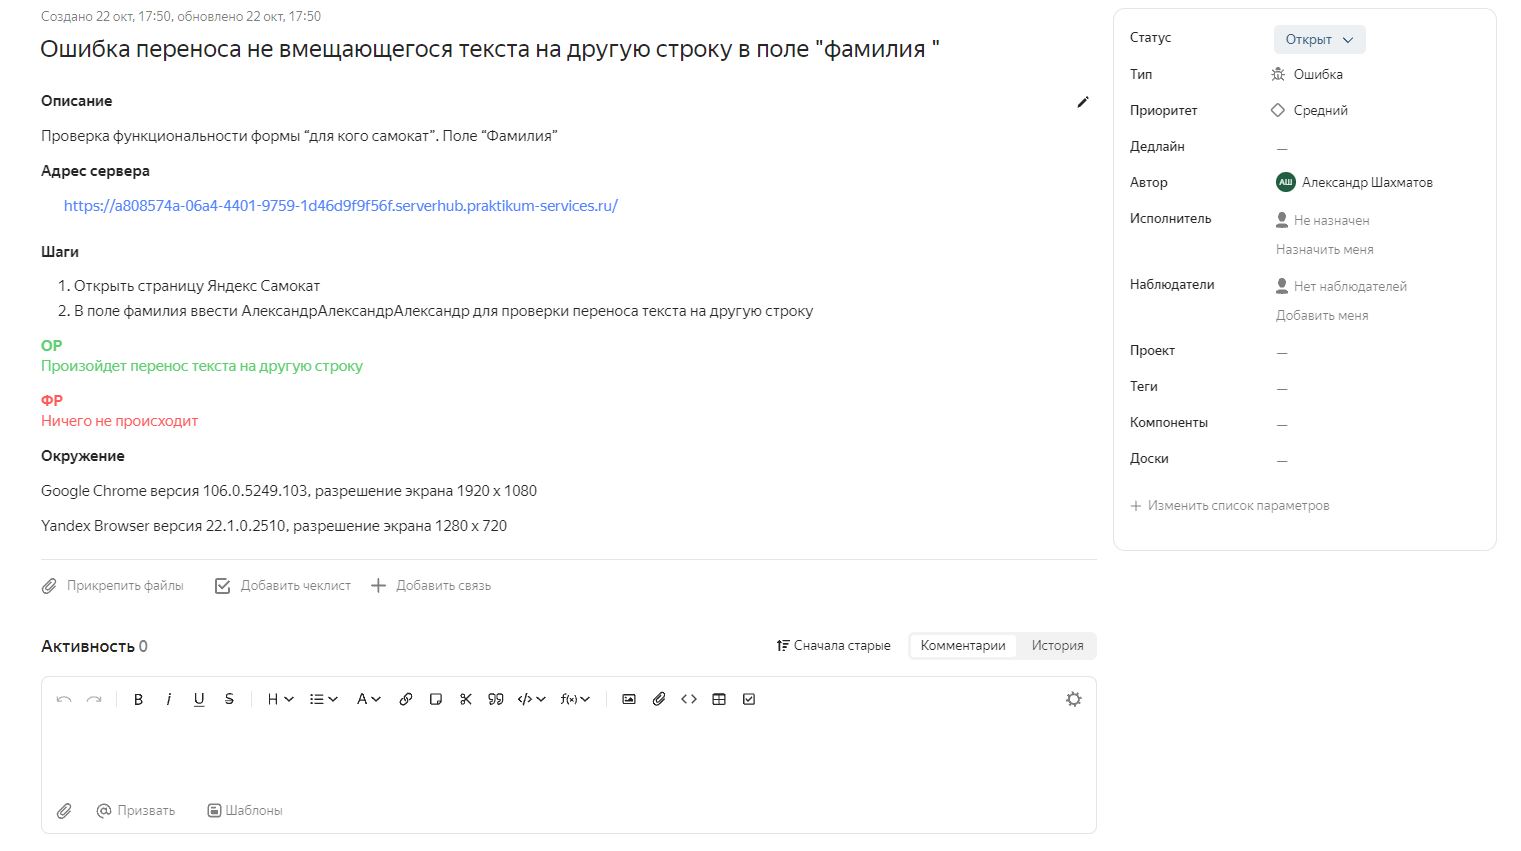 Создано 22 окт, 17:50, обновлено 22 окт, 17:50
Ошибка переноса не вмещающегося текста на другую строку в поле "фамилия "
Описание
Проверка функциональности формы “для кого самокат”. Поле “Фамилия”
Адрес сервера
https://a808574a-06a4-4401-9759-1d46d9f9f56f.serverhub.praktikum-services.ru/
Шаги
1. Открыть страницу Яндекс Самокат
2. В поле фамилия ввести АлександрАлександрАлександр для проверки переноса текста на другую строку
ОР
Произойдет перенос текста на другую строку
ФР
Ничего не происходит
Окружение
Google Chrome версия 106.0.5249.103, разрешение экрана 1920 x 1080
Yandex Browser версия 22.1.0.2510, разрешение экрана 1280 x 720
Прикрепить файлы Добавить чеклист Добавить связь
Активность 0
Сначала старые Комментарии История
B i U S H A </> f(x)
Призвать Шаблоны
Статус Открыт
Тип Ошибка
Приоритет Средний
Дедлайн —
Автор АШ Александр Шахматов
Исполнитель Не назначен
Назначить меня
Наблюдатели Нет наблюдателей
Добавить меня
Проект —
Теги —
Компоненты —
Доски —
+ Изменить список параметров